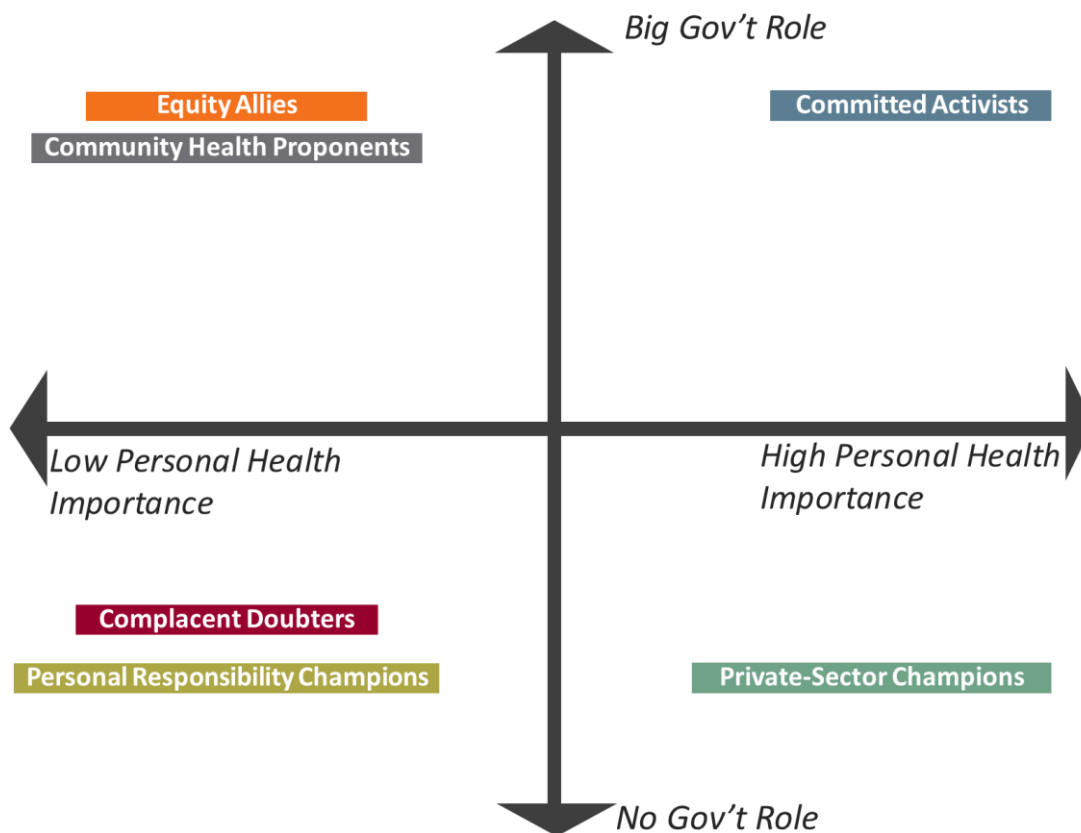 Big Gov’t Role
Equity Allies
Committed Activists
Community Health Proponents
Low Personal Health
Importance
High Personal Health
Importance
Complacent Doubters
Personal Responsibility Champions
Private-Sector Champions
No Gov’t Role